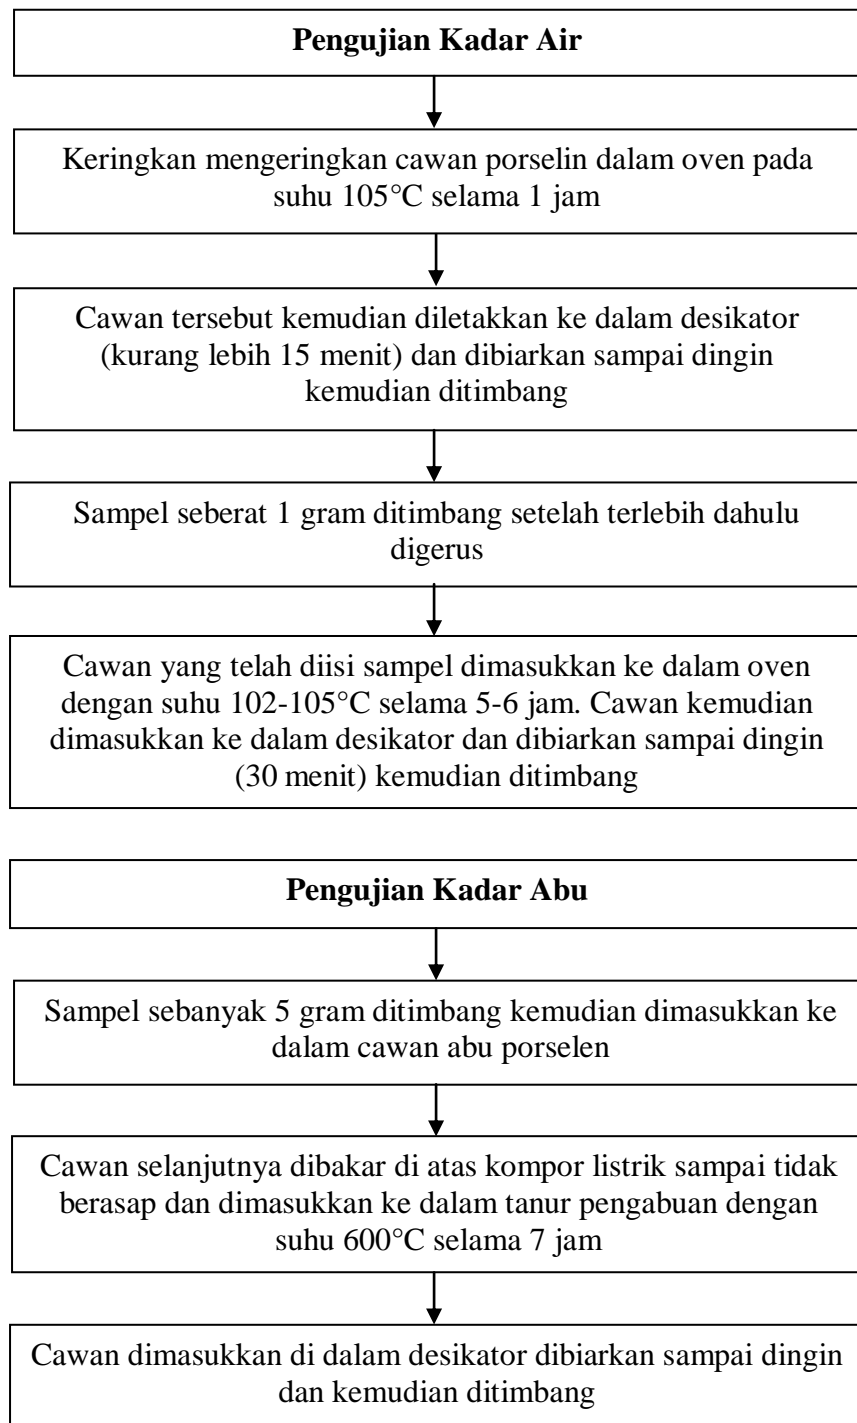 Pengujian Kadar Air
Keringkan mengeringkan cawan porselin dalam oven pada
suhu 105°C selama 1 jam
Cawan tersebut kemudian diletakkan ke dalam desikator
(kurang lebih 15 menit) dan dibiarkan sampai dingin
kemudian ditimbang
Sampel seberat 1 gram ditimbang setelah terlebih dahulu
digerus
Cawan yang telah diisi sampel dimasukkan ke dalam oven
dengan suhu 102-105°C selama 5-6 jam. Cawan kemudian
dimasukkan ke dalam desikator dan dibiarkan sampai dingin
(30 menit) kemudian ditimbang
Pengujian Kadar Abu
Sampel sebanyak 5 gram ditimbang kemudian dimasukkan ke
dalam cawan abu porselen
Cawan selanjutnya dibakar di atas kompor listrik sampai tidak
berasap dan dimasukkan ke dalam tanur pengabuan dengan
suhu 600°C selama 7 jam
Cawan dimasukkan di dalam desikator dibiarkan sampai dingin
dan kemudian ditimbang